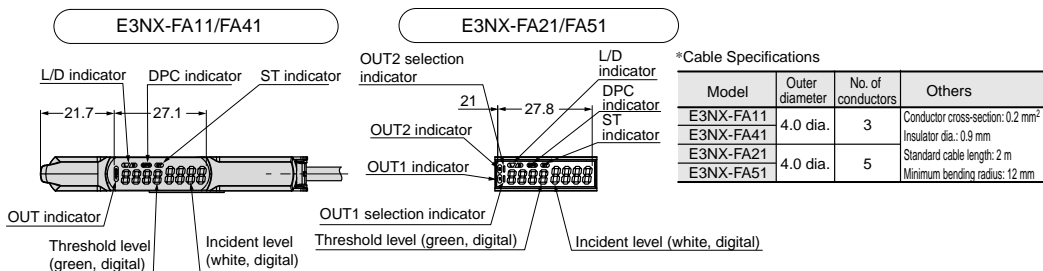 E3NX-FA11/FA41
L/D indicator
DPC indicator
ST indicator
21.7
27.1
OUT indicator
Threshold level
(green, digital)
Incident level
(white, digital)
E3NX-FA21/FA51
OUT2 selection
indicator
L/D
indicator
DPC
indicator
ST
indicator
21
27.8
OUT2 indicator
OUT1 indicator
OUT1 selection indicator
Threshold level (green, digital)
Incident level (white, digital)
*Cable Specifications
Model
Outer
diameter
No. of
conductors
Others
E3NX-FA11
E3NX-FA41
4.0 dia.
3
E3NX-FA21
E3NX-FA51
4.0 dia.
5
Conductor cross-section: 0.2 mm²
Insulator dia.: 0.9 mm
Standard cable length: 2 m
Minimum bending radius: 12 mm